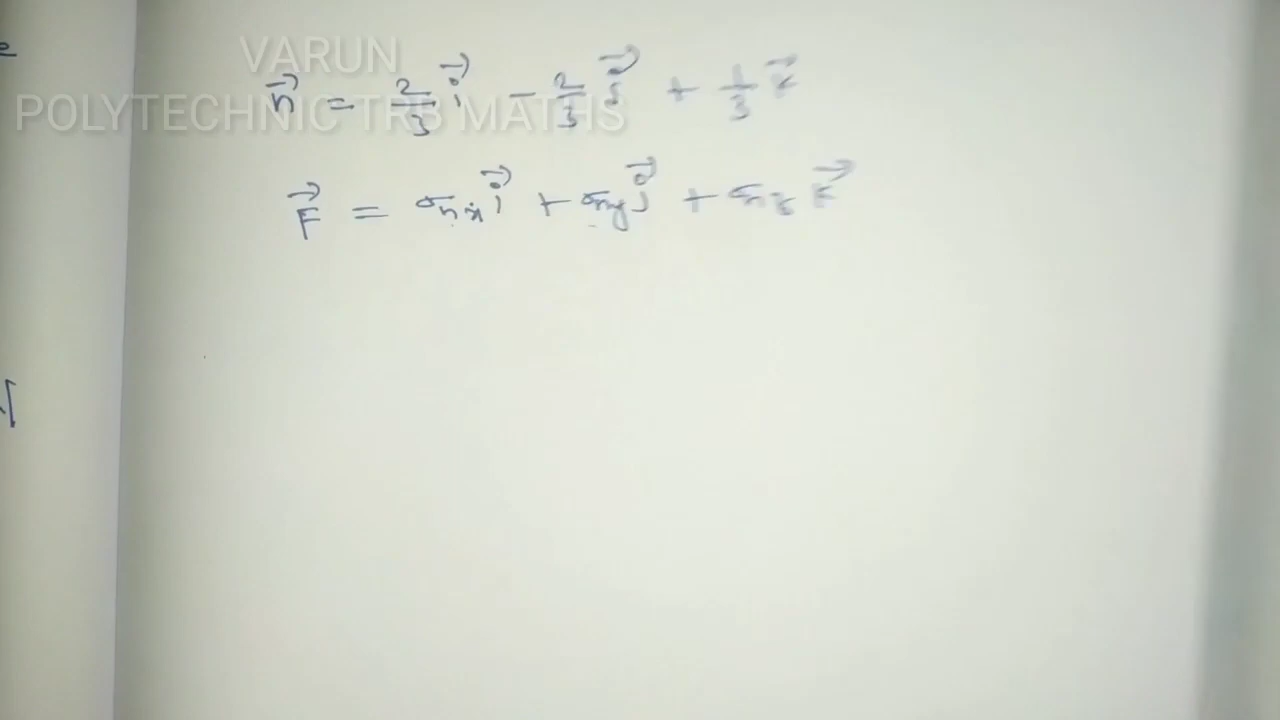 VARUN
POLYTECHNIC TRB MATHS
n⃗ = 2/3 i⃗ - 2/3 j⃗ + 1/3 k⃗
F⃗ = σnx i⃗ + σny j⃗ + σnz k⃗